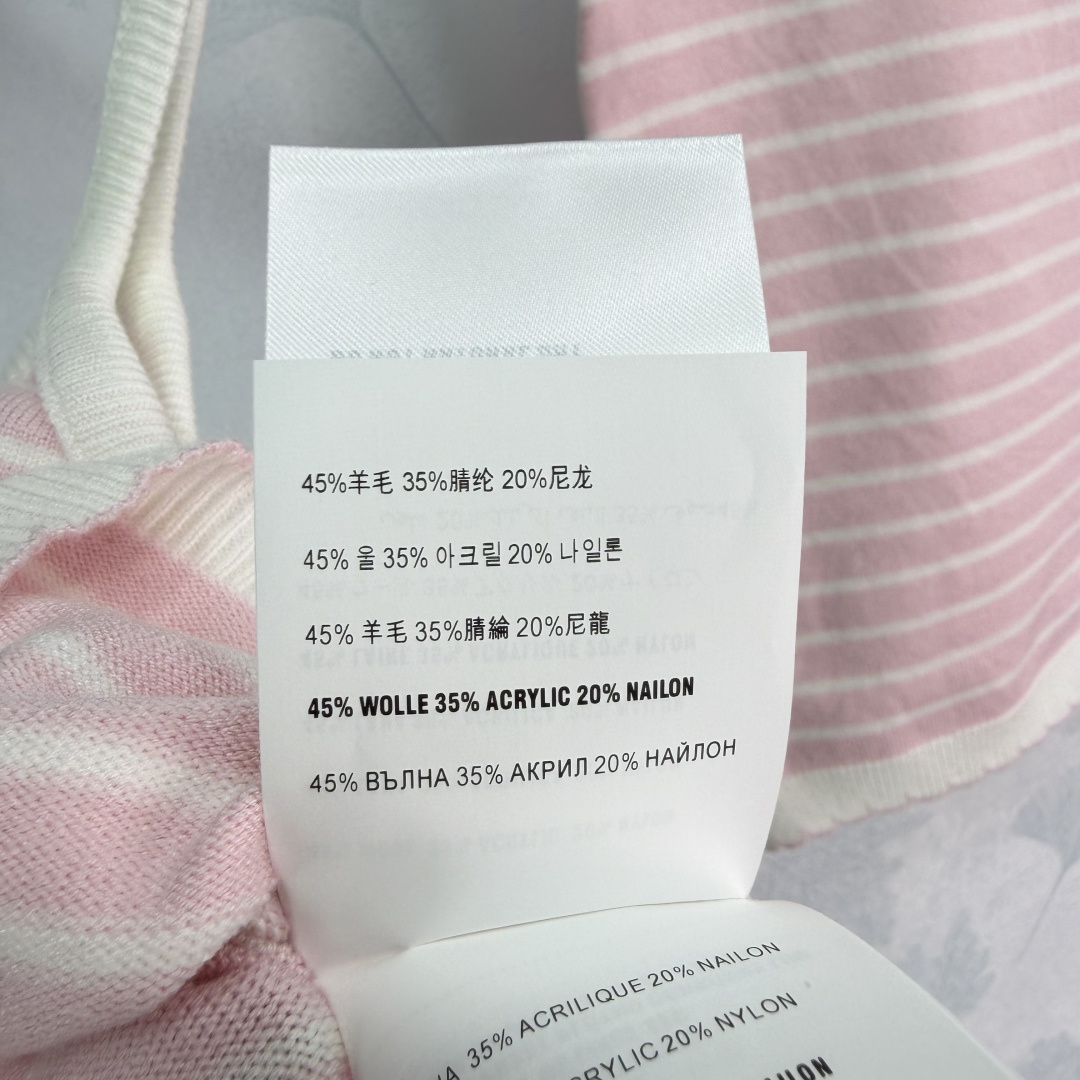 45%羊毛 35%腈纶 20%尼龙
45% 울 35% 아크릴 20% 나일론
45% 羊毛 35%腈綸 20%尼龍
45% WOLLE 35% ACRYLIC 20% NAILON
45% ВЪЛНА 35% АКРИЛ 20% НАЙЛОН
35% ACRILIQUE 20% NAILON
20% NYLON